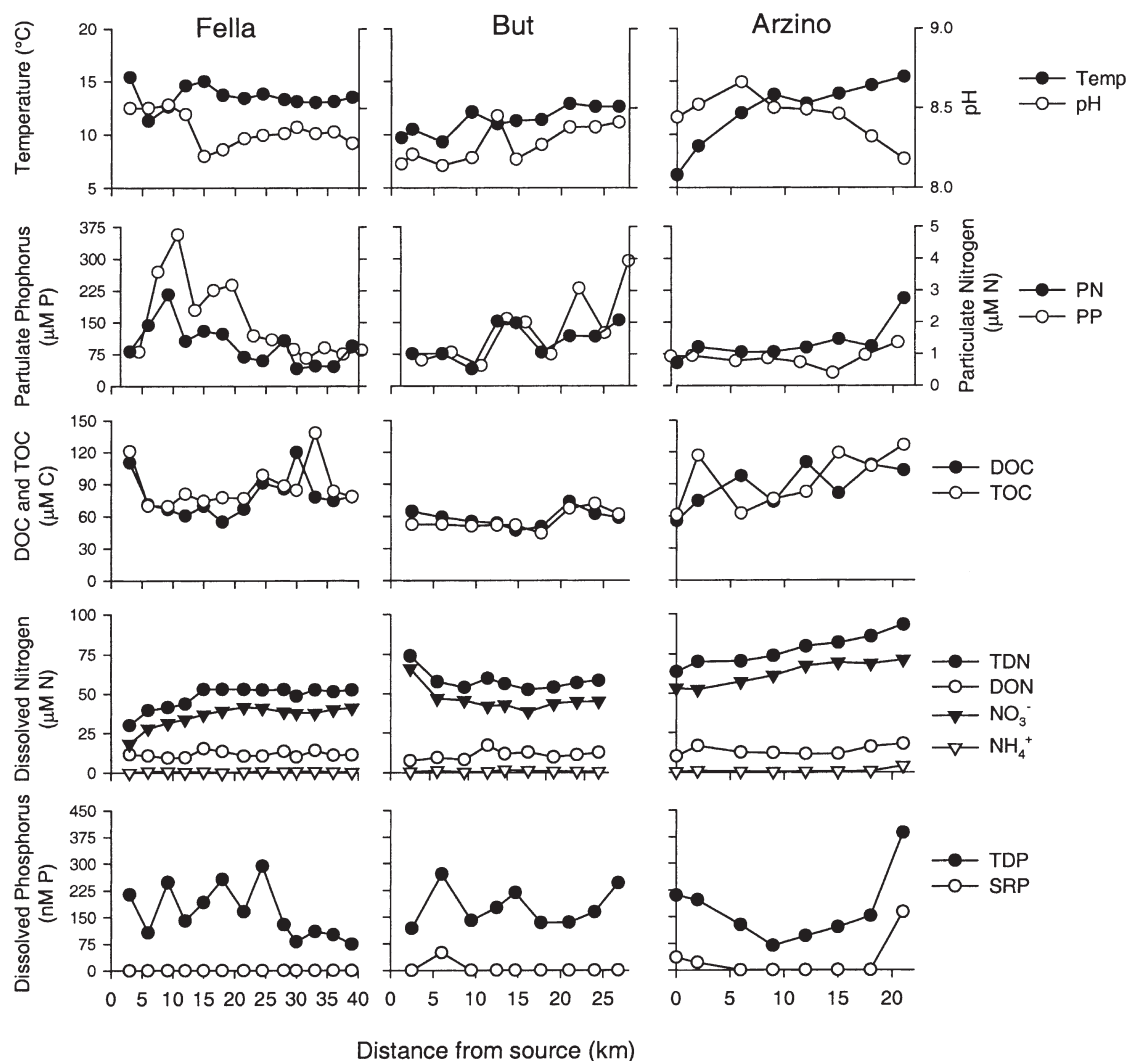 Fella
But
Arzino
Temperature (°C)
20
15
10
5
9.0
8.5
8.0
pH
Temp
pH
Partulate Phophorus
(µM P)
375
300
225
150
75
0
5
4
3
2
1
0
Particulate Nitrogen
(µM N)
PN
PP
DOC and TOC
(µM C)
150
120
90
60
30
0
DOC
TOC
Dissolved Nitrogen
(µM N)
100
75
50
25
0
TDN
DON
NO₃⁻
NH₄⁺
Dissolved Phosphorus
(nM P)
450
375
300
225
150
75
0
TDP
SRP
0 5 10 15 20 25 30 35 40
0 5 10 15 20 25
0 5 10 15 20
Distance from source (km)